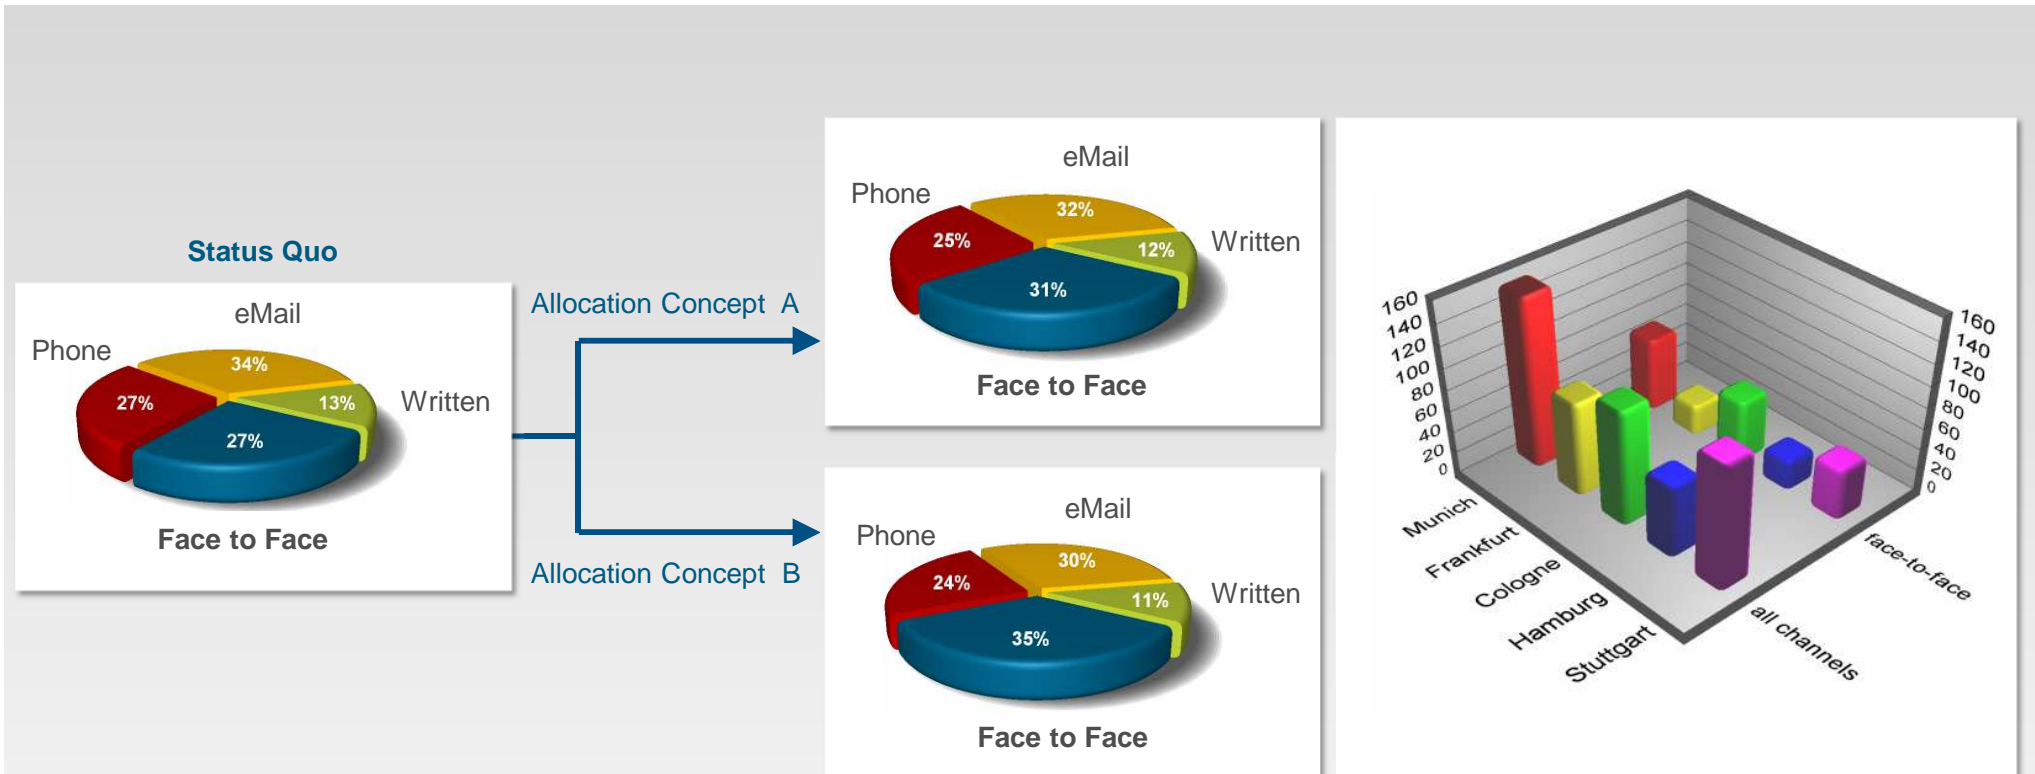 Status Quo
eMail
Phone
34%
27%
13%
Written
27%
Face to Face
Allocation Concept A
Allocation Concept B
eMail
Phone
32%
25%
12%
Written
31%
Face to Face
eMail
Phone
30%
24%
11%
Written
35%
Face to Face
160
140
120
100
80
60
40
20
0
160
140
120
100
80
60
40
20
0
Munich
Frankfurt
Cologne
Hamburg
Stuttgart
all channels
face-to-face